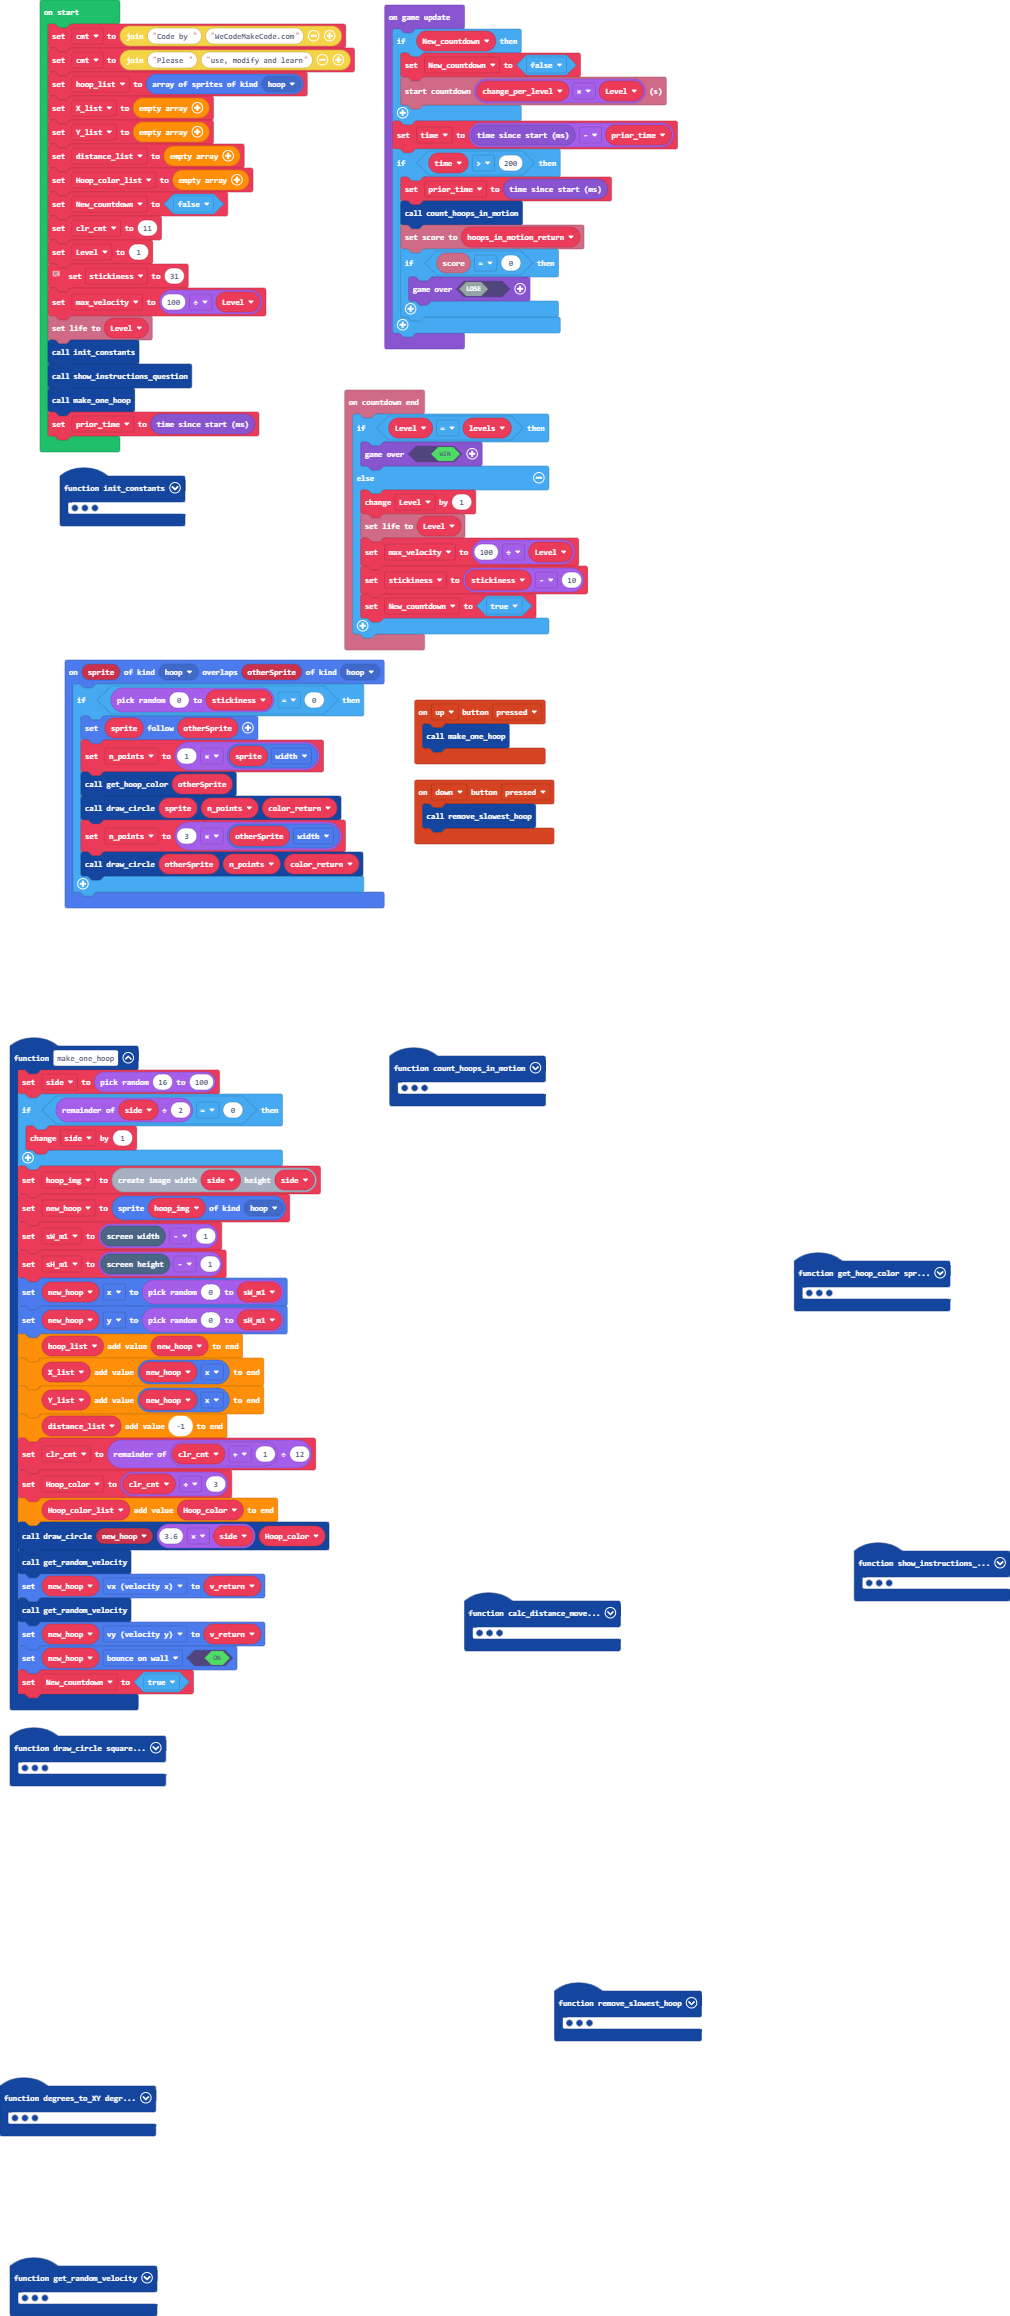 on start
set cmt to join "Code by " "WeCodeMakeCode.com"
set cmt to join "Please " "use, modify and learn"
set hoop_list to array of sprites of kind hoop
set X_list to empty array
set Y_list to empty array
set distance_list to empty array
set Hoop_color_list to empty array
set New_countdown to false
set clr_cnt to 11
set Level to 1
set stickiness to 31
set max_velocity to 100 ÷ Level
set life to Level
call init_constants
call show_instructions_question
call make_one_hoop
set prior_time to time since start (ms)
function init_constants
on game update
if New_countdown then
set New_countdown to false
start countdown change_per_level × Level (s)
set time to time since start (ms) - prior_time
if time > 200 then
set prior_time to time since start (ms)
call count_hoops_in_motion
set score to hoops_in_motion_return
if score = 0 then
game over LOSE
on countdown end
if Level = levels then
game over WIN
else
change Level by 1
set life to Level
set max_velocity to 100 ÷ Level
set stickiness to stickiness - 10
set New_countdown to true
on sprite of kind hoop overlaps otherSprite of kind hoop
if pick random 0 to stickiness = 0 then
set sprite follow otherSprite
set n_points to 1 × sprite width
call get_hoop_color otherSprite
call draw_circle sprite n_points color_return
set n_points to 3 × otherSprite width
call draw_circle otherSprite n_points color_return
on up button pressed
call make_one_hoop
on down button pressed
call remove_slowest_hoop
function make_one_hoop
set side to pick random 16 to 100
if remainder of side ÷ 2 = 0 then
change side by 1
set hoop_img to create image width side height side
set new_hoop to sprite hoop_img of kind hoop
set sW_m1 to screen width - 1
set sH_m1 to screen height - 1
set new_hoop x to pick random 0 to sW_m1
set new_hoop y to pick random 0 to sH_m1
hoop_list add value new_hoop to end
X_list add value new_hoop x to end
Y_list add value new_hoop x to end
distance_list add value -1 to end
set clr_cnt to remainder of clr_cnt + 1 ÷ 12
set Hoop_color to clr_cnt + 3
Hoop_color_list add value Hoop_color to end
call draw_circle new_hoop 3.6 × side Hoop_color
call get_random_velocity
set new_hoop vx (velocity x) to v_return
call get_random_velocity
set new_hoop vy (velocity y) to v_return
set new_hoop bounce on wall ON
set New_countdown to true
function count_hoops_in_motion
function get_hoop_color spr...
function show_instructions_...
function calc_distance_move...
function draw_circle square...
function remove_slowest_hoop
function degrees_to_XY degr...
function get_random_velocity